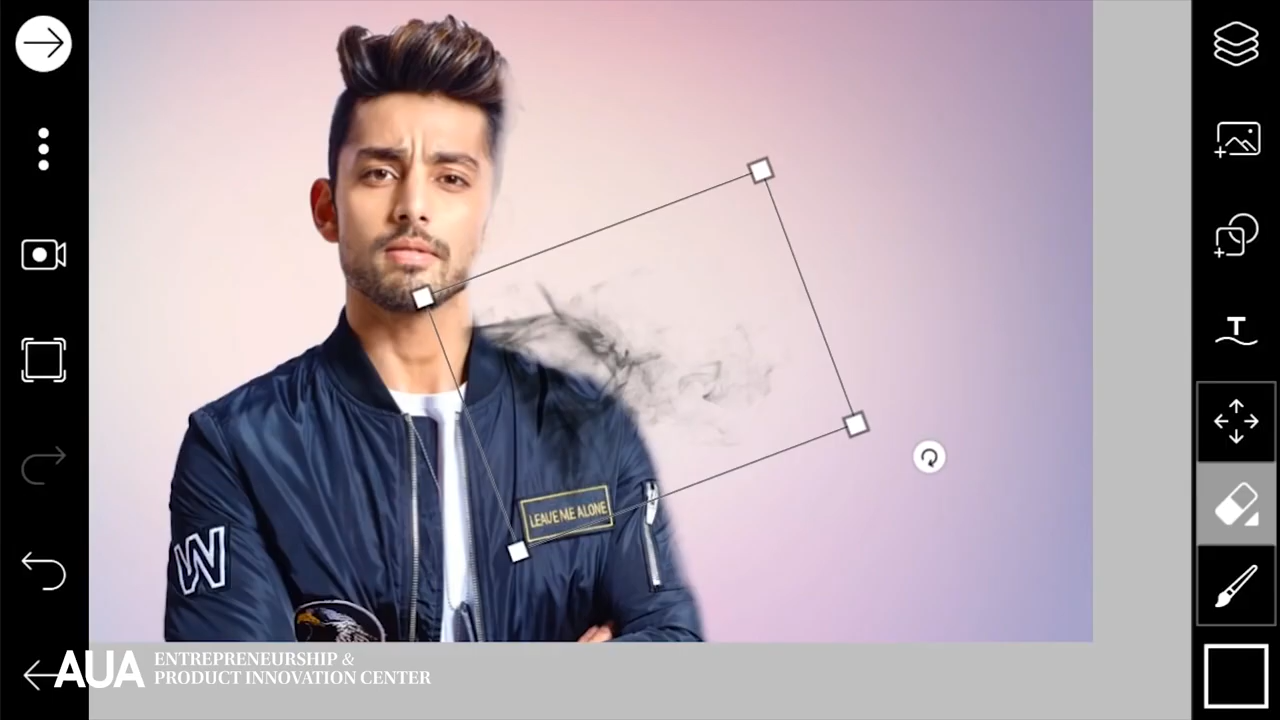 LEAVE ME ALONE
W
T
AUA
ENTREPRENEURSHIP &
PRODUCT INNOVATION CENTER